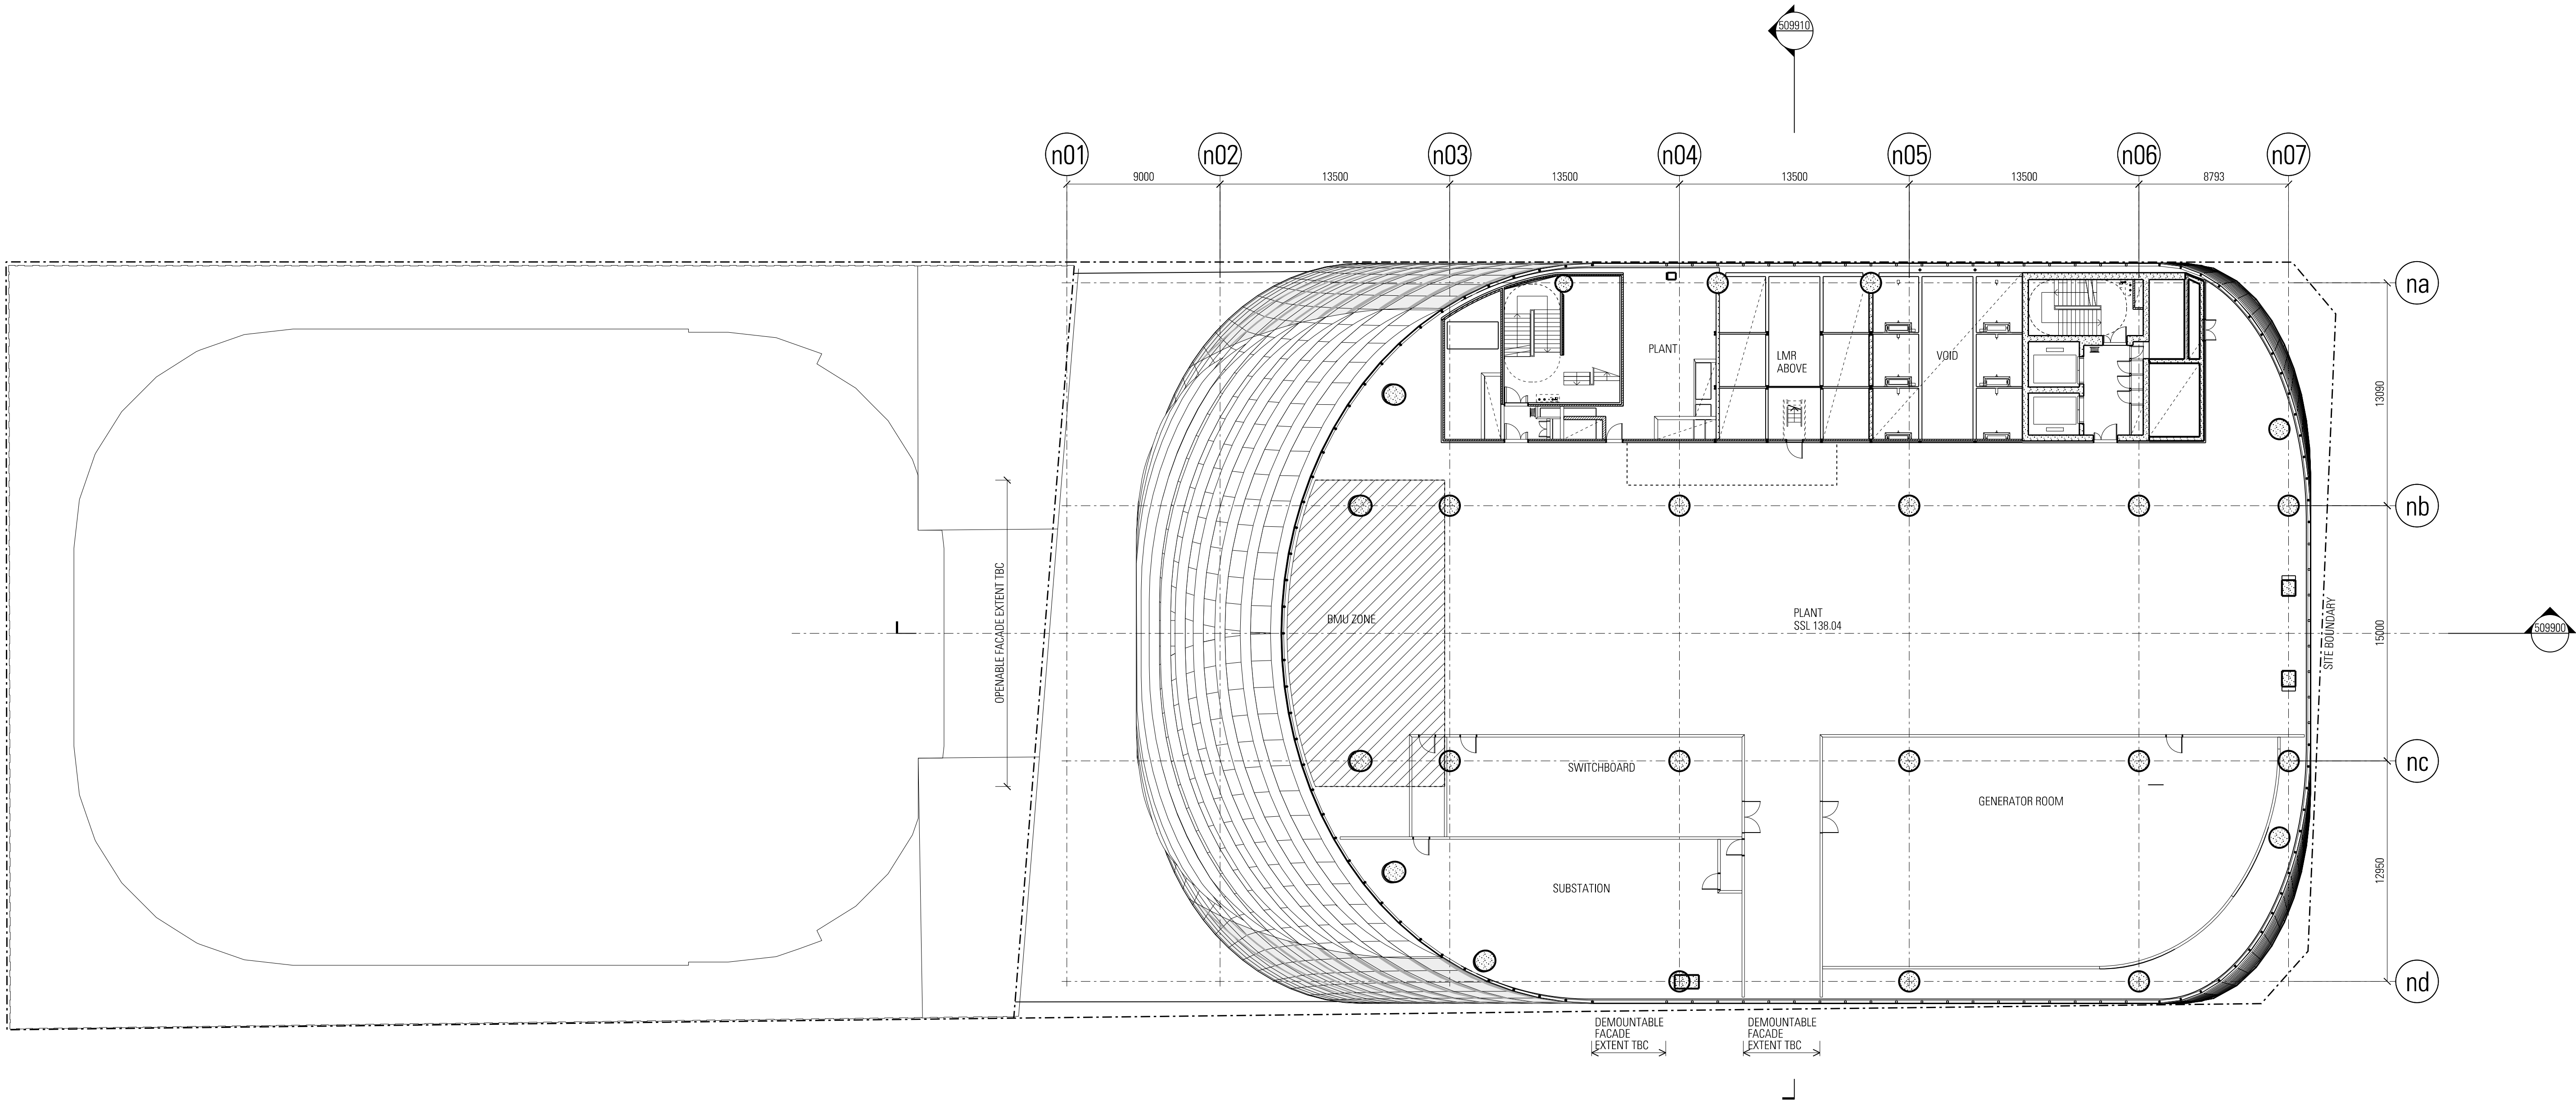 509910
n01
n02
n03
n04
n05
n06
n07
9000
13500
13500
13500
13500
8793
na
nb
nc
nd
13090
15000
12950
PLANT
LMR
ABOVE
VOID
OPENABLE FACADE EXTENT TBC
BMU ZONE
PLANT
SSL 138.04
SITE BOUNDARY
509900
SWITCHBOARD
GENERATOR ROOM
SUBSTATION
DEMOUNTABLE
FACADE
EXTENT TBC
DEMOUNTABLE
FACADE
EXTENT TBC